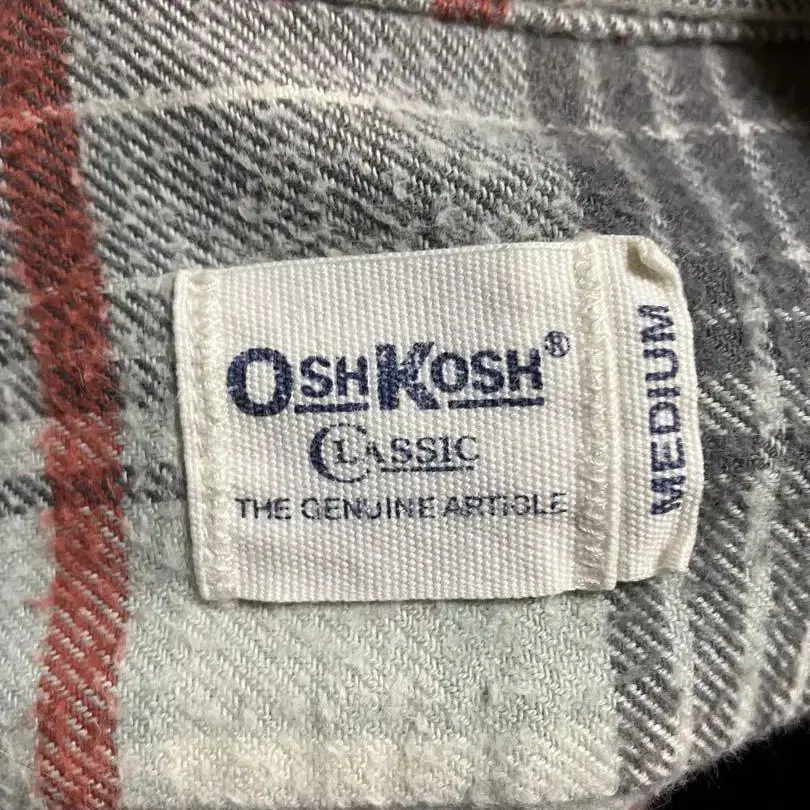 OSHKOSH®
CLASSIC
THE GENUINE ARTICLE
MEDIUM